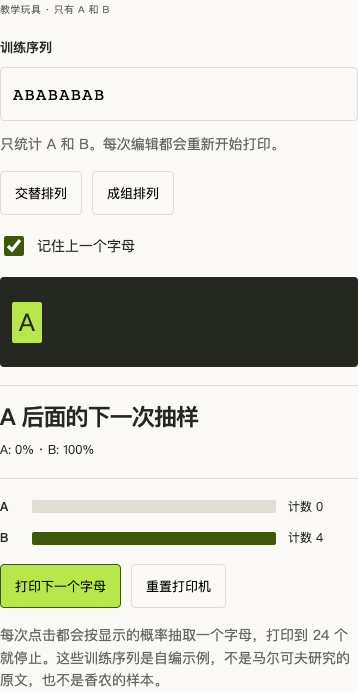 教学玩具 · 只有 A 和 B
训练序列
ABABABAB
只统计 A 和 B。每次编辑都会重新开始打印。
交替排列 成组排列
记住上一个字母
A
A 后面的下一次抽样
A: 0% · B: 100%
A 计数 0
B 计数 4
打印下一个字母 重置打印机
每次点击都会按显示的概率抽取一个字母，打印到 24 个
就停止。这些训练序列是自编示例，不是马尔可夫研究的
原文，也不是香农的样本。